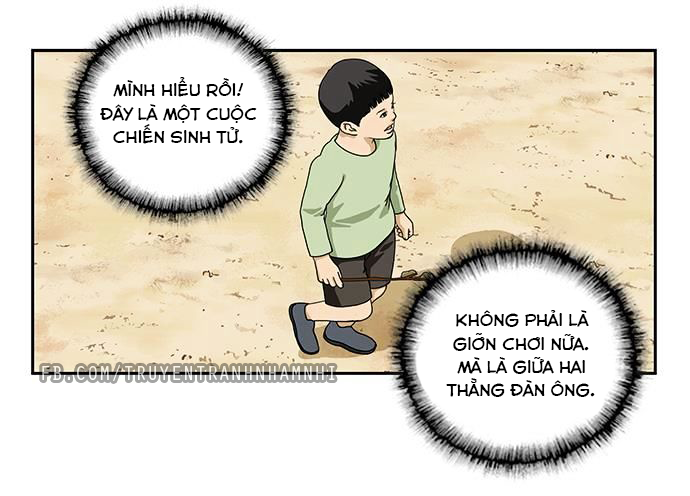 MÌNH HIỂU RỒI!
ĐÂY LÀ MỘT CUỘC
CHIẾN SINH TỬ.
KHÔNG PHẢI LÀ
GIỠN CHƠI NỮA.
MÀ LÀ GIỮA HAI
THẰNG ĐÀN ÔNG.
FB.COM/TRUYENTRANHNHAMNHI